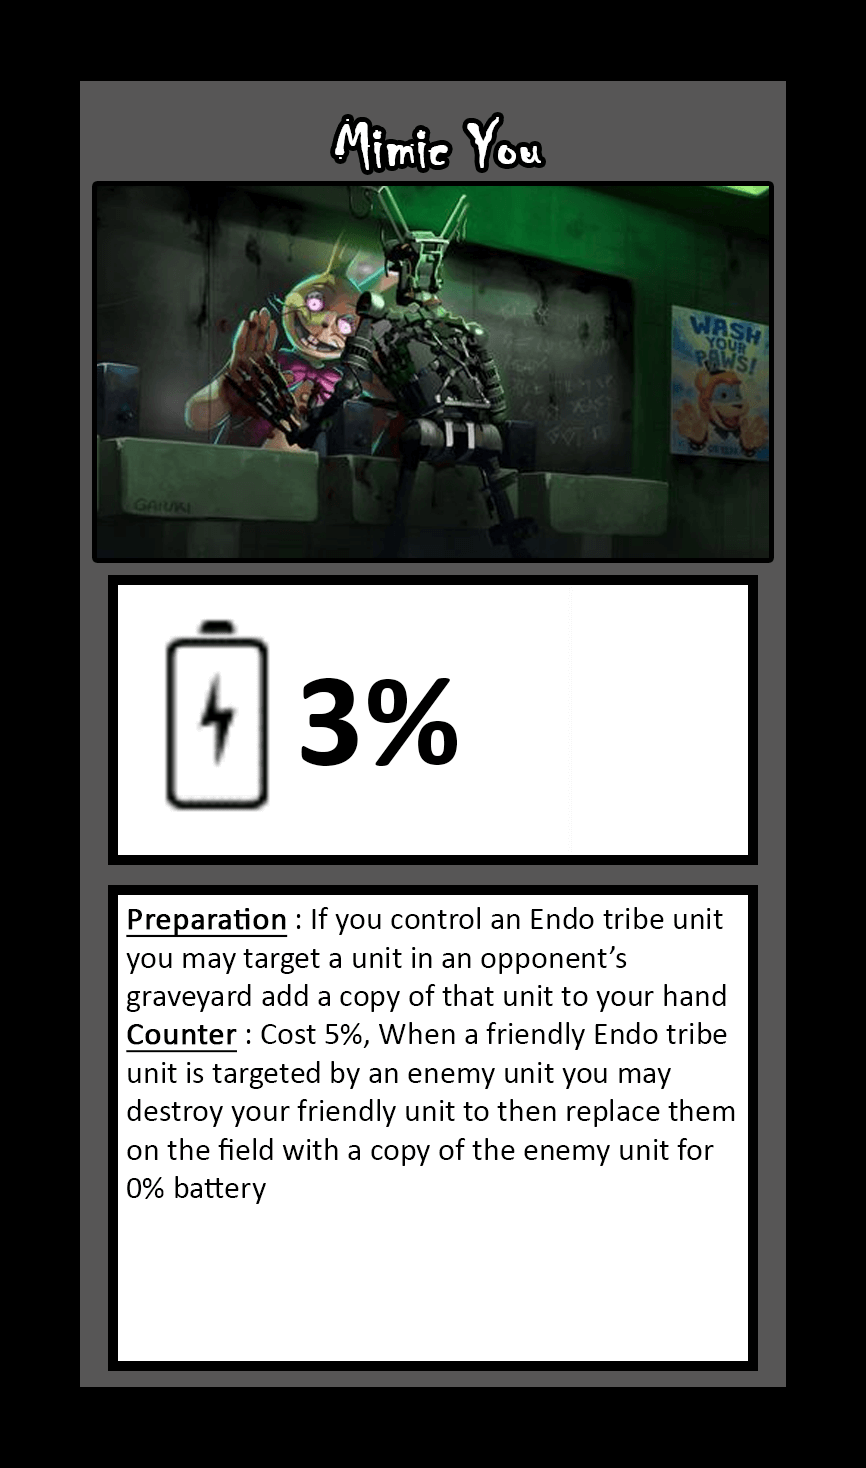 Mimic You
WASH
YOUR
PAWS!
GAIUKI
3%
Preparation : If you control an Endo tribe unit
you may target a unit in an opponent’s
graveyard add a copy of that unit to your hand
Counter : Cost 5%, When a friendly Endo tribe
unit is targeted by an enemy unit you may
destroy your friendly unit to then replace them
on the field with a copy of the enemy unit for
0% battery